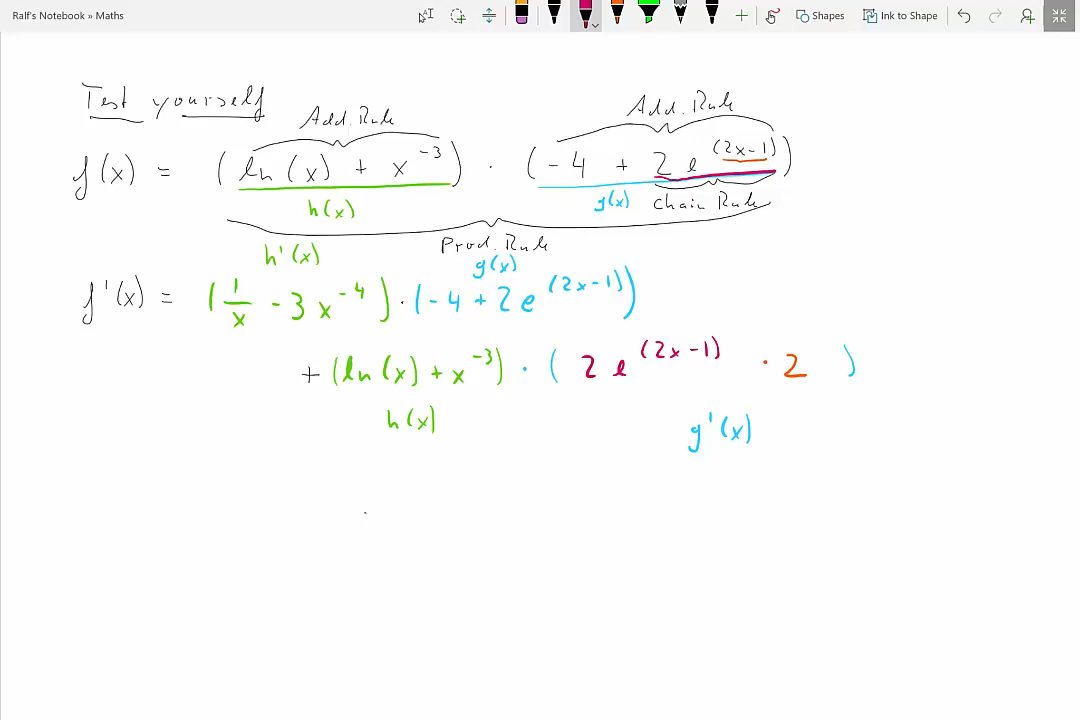 Ralf's Notebook » Maths
Shapes
Ink to Shape
Test yourself
Add. Rule Add. Rule
f(x) = (ln(x) + x⁻³) · (-4 + 2e^(2x-1))
h(x) g(x) Chain Rule
Prod. Rule
h'(x) g(x)
f'(x) = (1/x - 3x⁻⁴) · (-4 + 2e^(2x-1))
+ (ln(x) + x⁻³) · (2e^(2x-1) · 2)
h(x) g'(x)